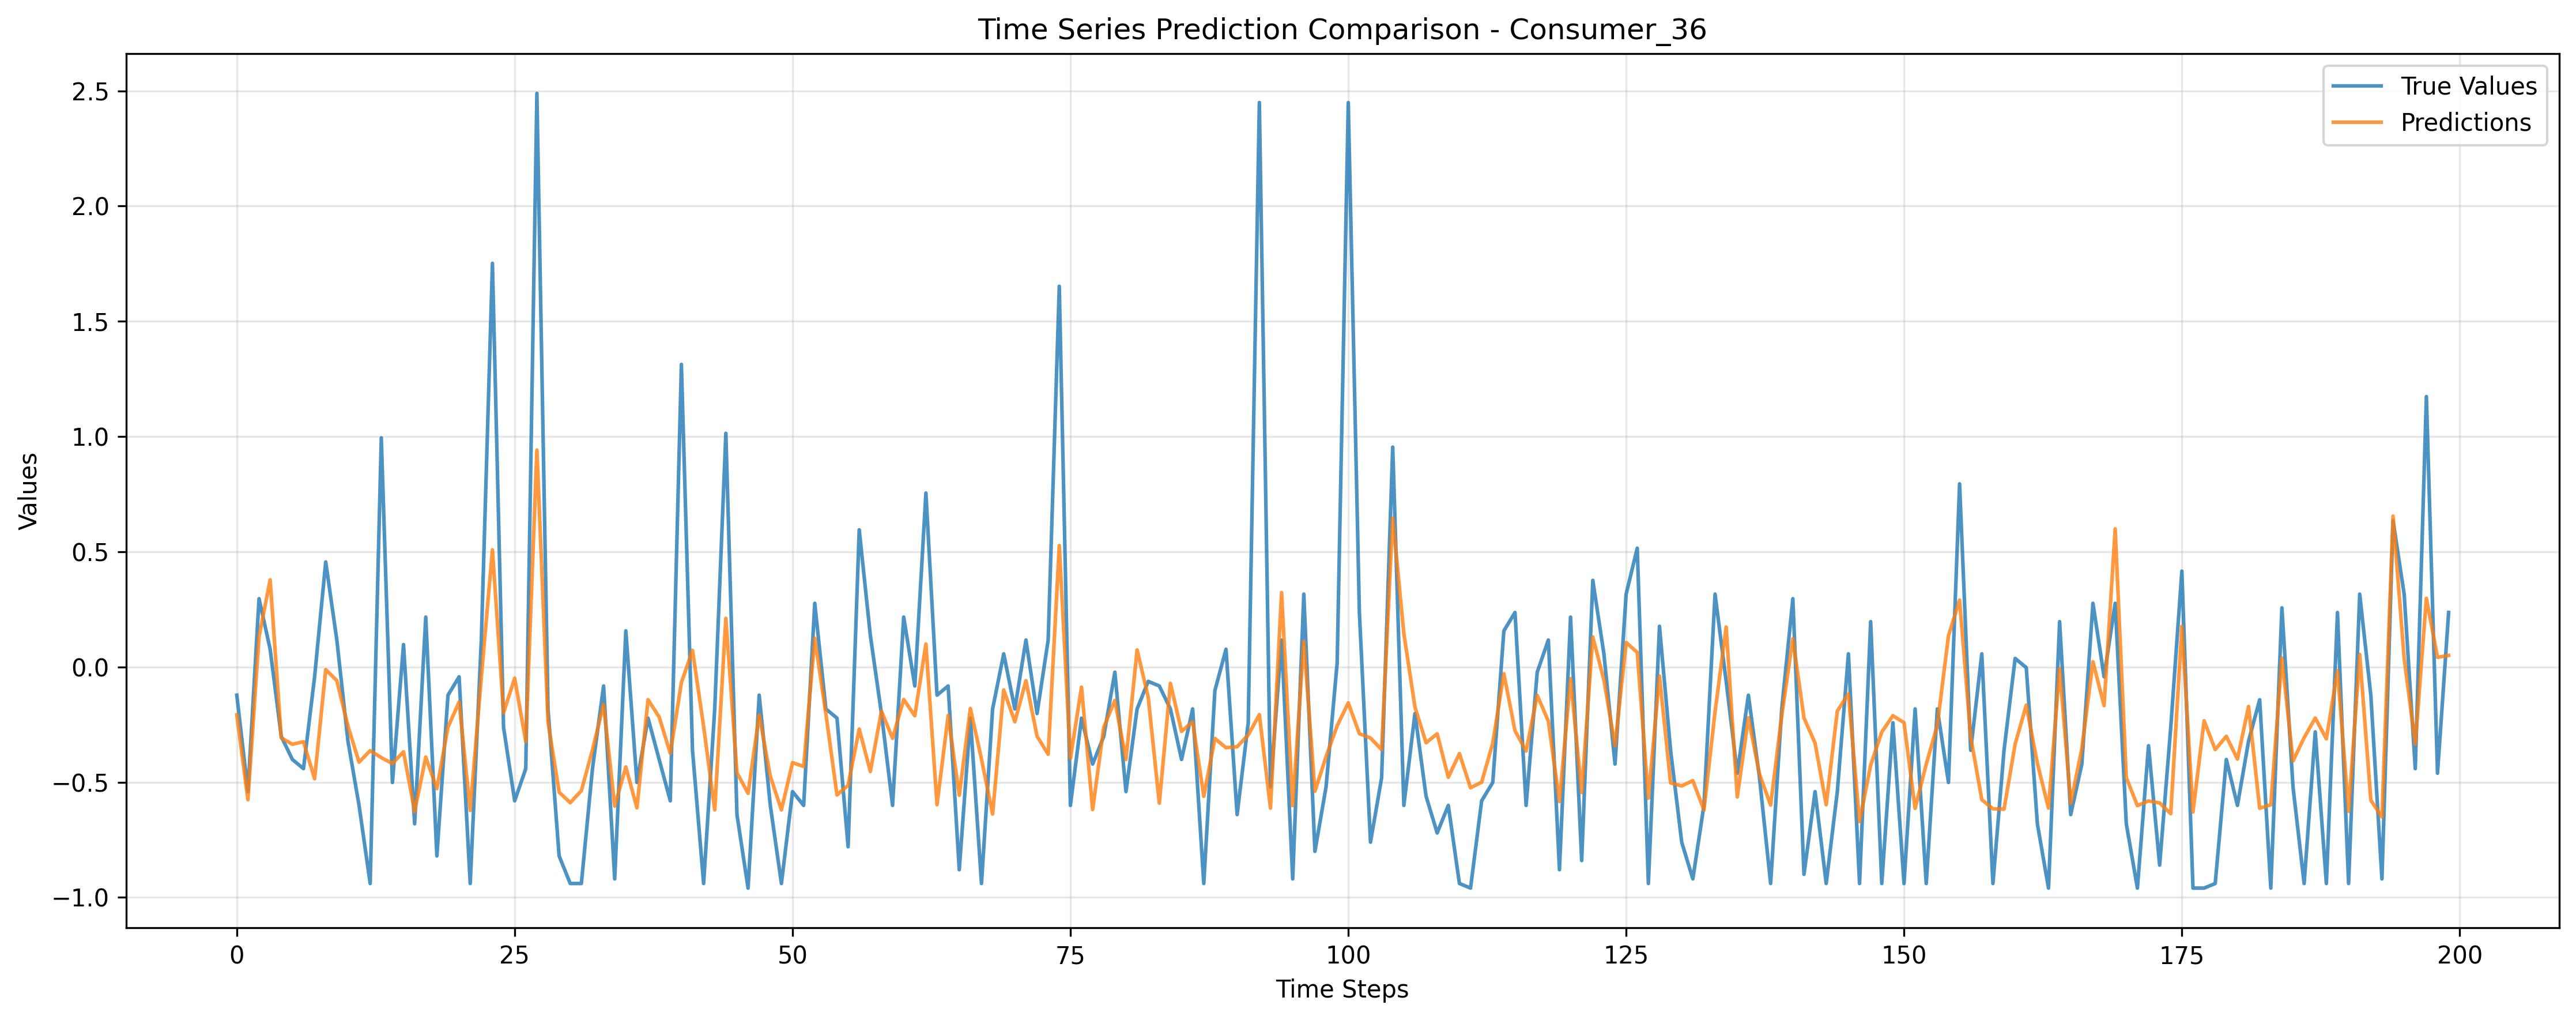 Time Series Prediction Comparison - Consumer_36
True Values
Predictions
2.5
2.0
1.5
1.0
0.5
0.0
−0.5
−1.0
Values
0 25 50 75 100 125 150 175 200
Time Steps